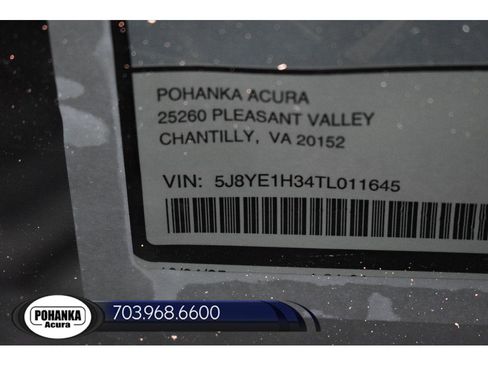 POHANKA ACURA
25260 PLEASANT VALLEY
CHANTILLY, VA 20152
VIN: 5J8YE1H34TL011645
POHANKA
Acura
703.968.6600